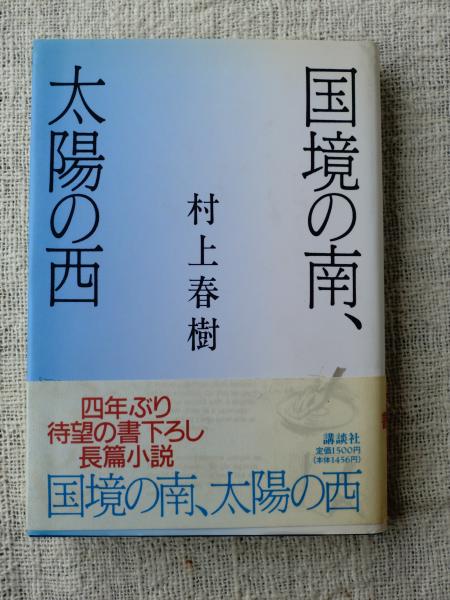 国境の南、
太陽の西
村上春樹
四年ぶり
待望の書下ろし
長篇小説
講談社
定価1500円
(本体1456円)
国境の南、太陽の西